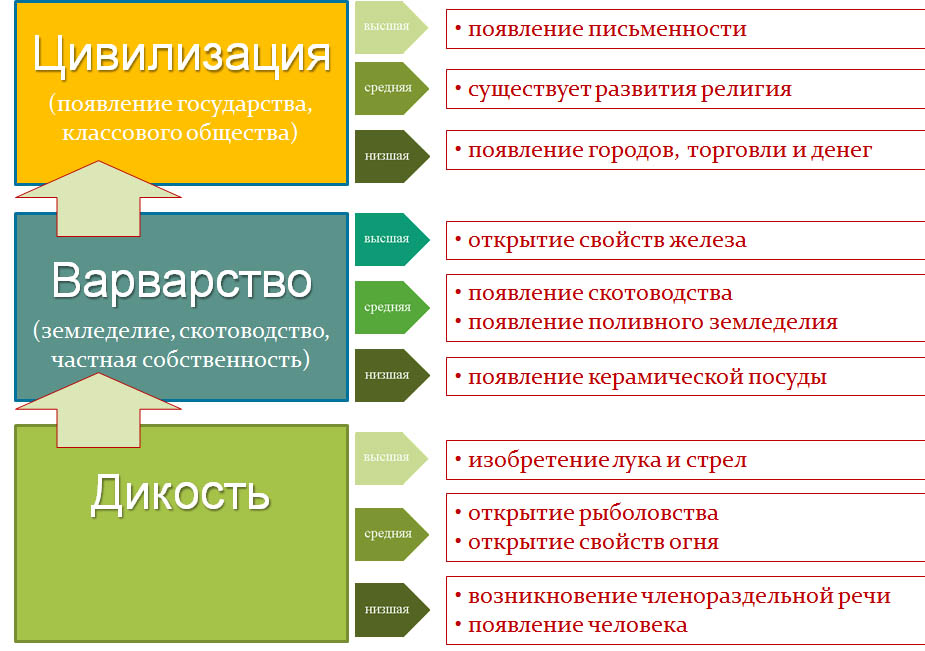 Цивилизация
(появление государства,
классового общества)
высшая
• появление письменности
средняя
• существует развития религия
низшая
• появление городов, торговли и денег
Варварство
(земледелие, скотоводство,
частная собственность)
высшая
• открытие свойств железа
средняя
• появление скотоводства
• появление поливного земледелия
низшая
• появление керамической посуды
Дикость
высшая
• изобретение лука и стрел
средняя
• открытие рыболовства
• открытие свойств огня
низшая
• возникновение членораздельной речи
• появление человека